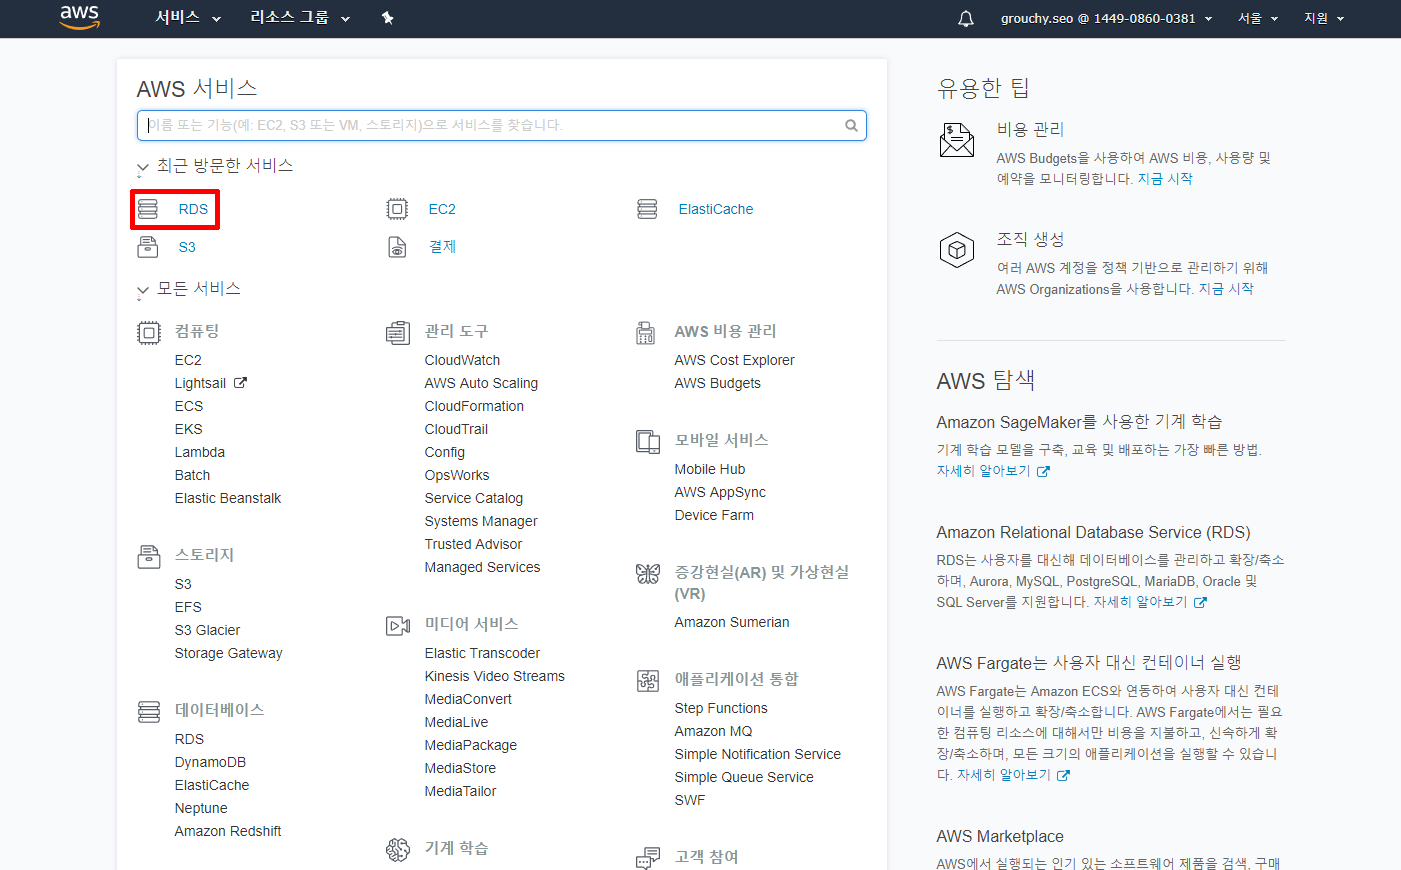 aws
서비스
리소스 그룹
grouchy.seo @ 1449-0860-0381
서울
지원
AWS 서비스
이름 또는 기능(예: EC2, S3 또는 VM, 스토리지)으로 서비스를 찾습니다.
최근 방문한 서비스
RDS
EC2
ElastiCache
S3
결제
모든 서비스
컴퓨팅
EC2
Lightsail
ECS
EKS
Lambda
Batch
Elastic Beanstalk
스토리지
S3
EFS
S3 Glacier
Storage Gateway
데이터베이스
RDS
DynamoDB
ElastiCache
Neptune
Amazon Redshift
관리 도구
CloudWatch
AWS Auto Scaling
CloudFormation
CloudTrail
Config
OpsWorks
Service Catalog
Systems Manager
Trusted Advisor
Managed Services
미디어 서비스
Elastic Transcoder
Kinesis Video Streams
MediaConvert
MediaLive
MediaPackage
MediaStore
MediaTailor
기계 학습
AWS 비용 관리
AWS Cost Explorer
AWS Budgets
모바일 서비스
Mobile Hub
AWS AppSync
Device Farm
증강현실(AR) 및 가상현실
(VR)
Amazon Sumerian
애플리케이션 통합
Step Functions
Amazon MQ
Simple Notification Service
Simple Queue Service
SWF
고객 참여
유용한 팁
비용 관리
AWS Budgets을 사용하여 AWS 비용, 사용량 및
예약을 모니터링합니다. 지금 시작
조직 생성
여러 AWS 계정을 정책 기반으로 관리하기 위해
AWS Organizations을 사용합니다. 지금 시작
AWS 탐색
Amazon SageMaker를 사용한 기계 학습
기계 학습 모델을 구축, 교육 및 배포하는 가장 빠른 방법.
자세히 알아보기
Amazon Relational Database Service (RDS)
RDS는 사용자를 대신해 데이터베이스를 관리하고 확장/축소
하며, Aurora, MySQL, PostgreSQL, MariaDB, Oracle 및
SQL Server를 지원합니다. 자세히 알아보기
AWS Fargate는 사용자 대신 컨테이너 실행
AWS Fargate는 Amazon ECS와 연동하여 사용자 대신 컨테
이너를 실행하고 확장/축소합니다. AWS Fargate에서는 필요
한 컴퓨팅 리소스에 대해서만 비용을 지불하고, 신속하게 확
장/축소하며, 모든 크기의 애플리케이션을 실행할 수 있습니
다. 자세히 알아보기
AWS Marketplace
AWS에서 실행되는 인기 있는 소프트웨어 제품을 검색, 구매